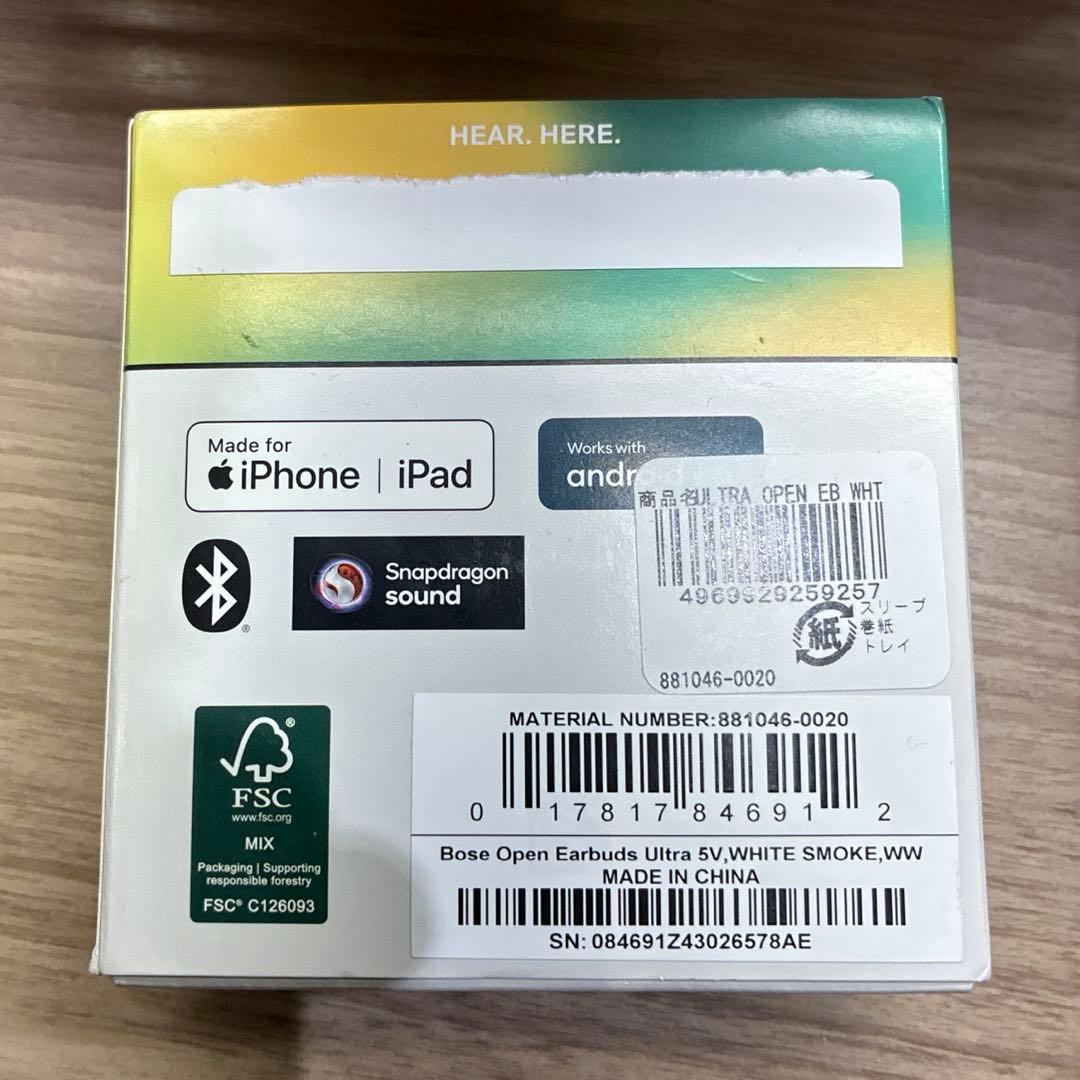 HEAR. HERE.
Made for
iPhone | iPad
Works with
android
商品名ULTRA OPEN EB WHT
4969929259257
紙
スリーブ
巻紙
トレイ
881046-0020
Snapdragon
sound
FSC®
www.fsc.org
MIX
Packaging | Supporting
responsible forestry
FSC® C126093
MATERIAL NUMBER:881046-0020
0 17817 84691 2
Bose Open Earbuds Ultra 5V,WHITE SMOKE,WW
MADE IN CHINA
SN: 084691Z43026578AE